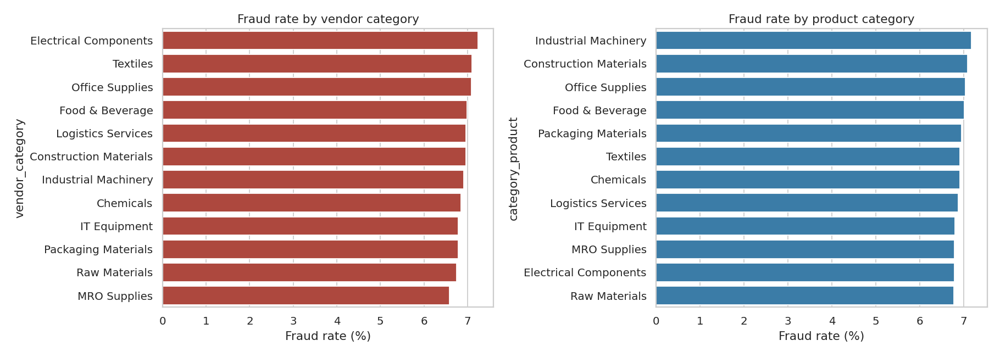 Fraud rate by vendor category
vendor_category
Electrical Components
Textiles
Office Supplies
Food & Beverage
Logistics Services
Construction Materials
Industrial Machinery
Chemicals
IT Equipment
Packaging Materials
Raw Materials
MRO Supplies
0 1 2 3 4 5 6 7
Fraud rate (%)
Fraud rate by product category
category_product
Industrial Machinery
Construction Materials
Office Supplies
Food & Beverage
Packaging Materials
Textiles
Chemicals
Logistics Services
IT Equipment
MRO Supplies
Electrical Components
Raw Materials
0 1 2 3 4 5 6 7
Fraud rate (%)